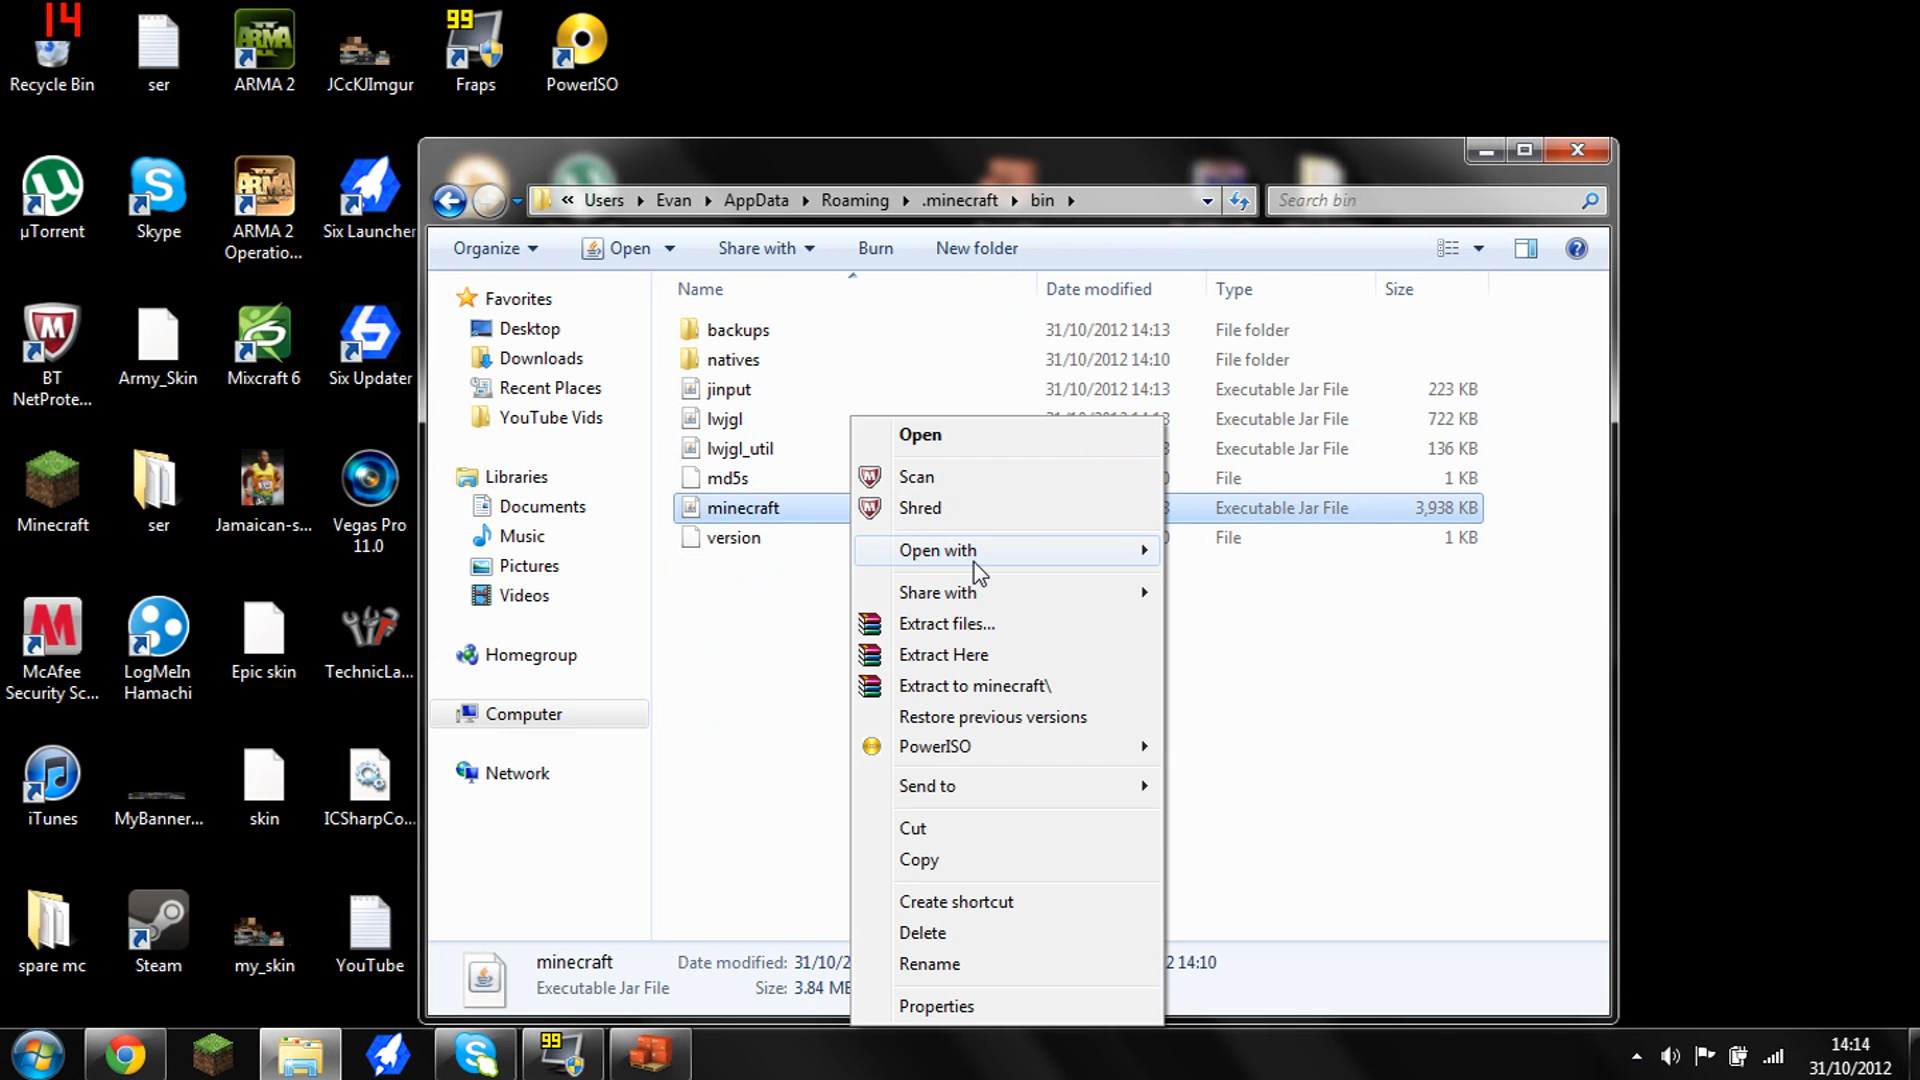 14
Recycle Bin
ser
ARMA 2
JCcKJImgur
99
Fraps
PowerISO
µTorrent
Skype
ARMA 2
Operatio...
Six Launcher
BT
NetProte...
Army_Skin
Mixcraft 6
Six Updater
Minecraft
ser
Jamaican-s...
Vegas Pro
11.0
McAfee
Security Sc...
LogMeIn
Hamachi
Epic skin
TechnicLa...
iTunes
MyBanner...
skin
ICSharpCo...
spare mc
Steam
my_skin
YouTube
« Users AppData Roaming .minecraft bin
Evan
Search bin
Organize
Open
Share with
Burn
New folder
Favorites
Desktop
Downloads
Recent Places
YouTube Vids
Libraries
Documents
Music
Pictures
Videos
Homegroup
Computer
Network
Name Date modified Type Size
backups 31/10/2012 14:13 File folder
natives 31/10/2012 14:10 File folder
jinput 31/10/2012 14:13 Executable Jar File 223 KB
lwjgl Executable Jar File 722 KB
lwjgl_util Executable Jar File 136 KB
md5s File 1 KB
minecraft Executable Jar File 3,938 KB
version File 1 KB
Open
Scan
Shred
Open with
Share with
Extract files...
Extract Here
Extract to minecraft\
Restore previous versions
PowerISO
Send to
Cut
Copy
Create shortcut
Delete
Rename
Properties
minecraft Date modified: 31/10/2 2 14:10
Executable Jar File Size: 3.84 MB
99
14:14
31/10/2012